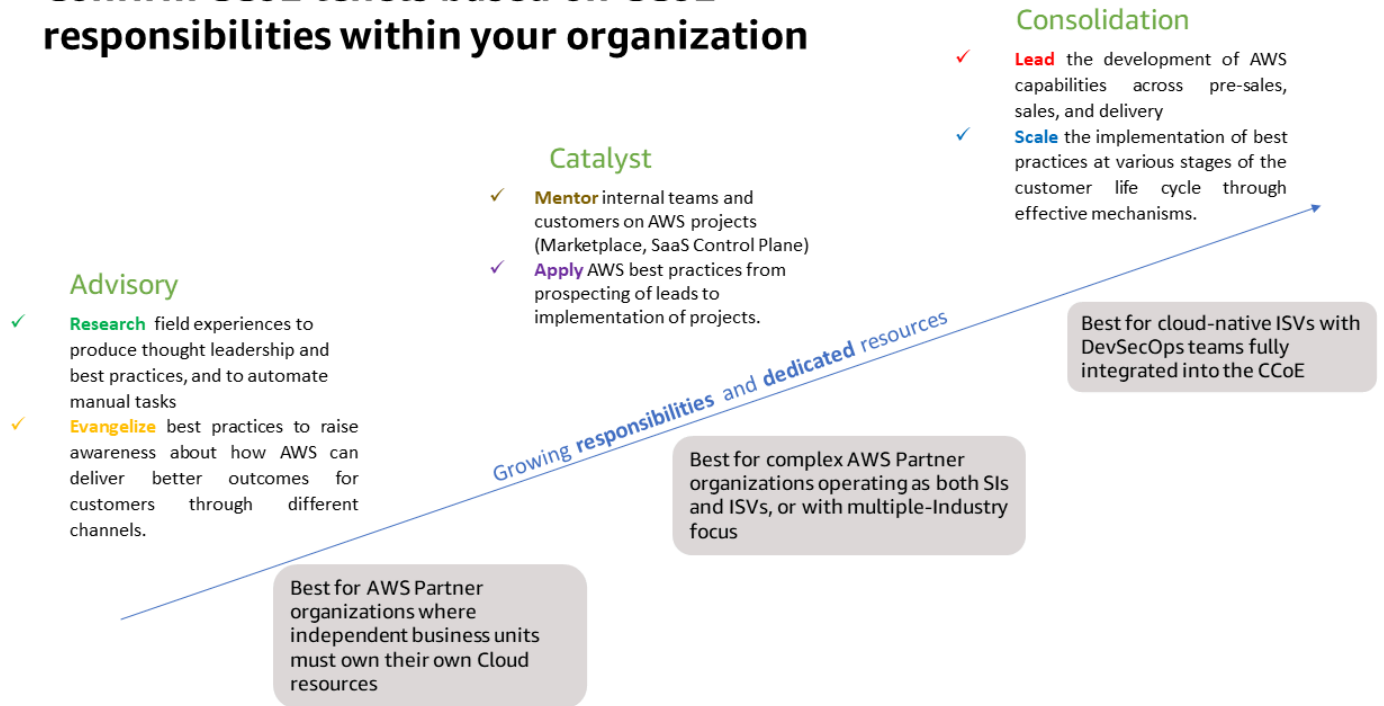 responsibilities within your organization
Consolidation
Lead the development of AWS
capabilities across pre-sales,
sales, and delivery
Scale the implementation of best
practices at various stages of the
customer life cycle through
effective mechanisms.
Catalyst
Mentor internal teams and
customers on AWS projects
(Marketplace, SaaS Control Plane)
Apply AWS best practices from
prospecting of leads to
implementation of projects.
Advisory
Research field experiences to
produce thought leadership and
best practices, and to automate
manual tasks
Evangelize best practices to raise
awareness about how AWS can
deliver better outcomes for
customers through different
channels.
Growing responsibilities and dedicated resources
Best for cloud-native ISVs with
DevSecOps teams fully
integrated into the CCoE
Best for complex AWS Partner
organizations operating as both SIs
and ISVs, or with multiple-Industry
focus
Best for AWS Partner
organizations where
independent business units
must own their own Cloud
resources